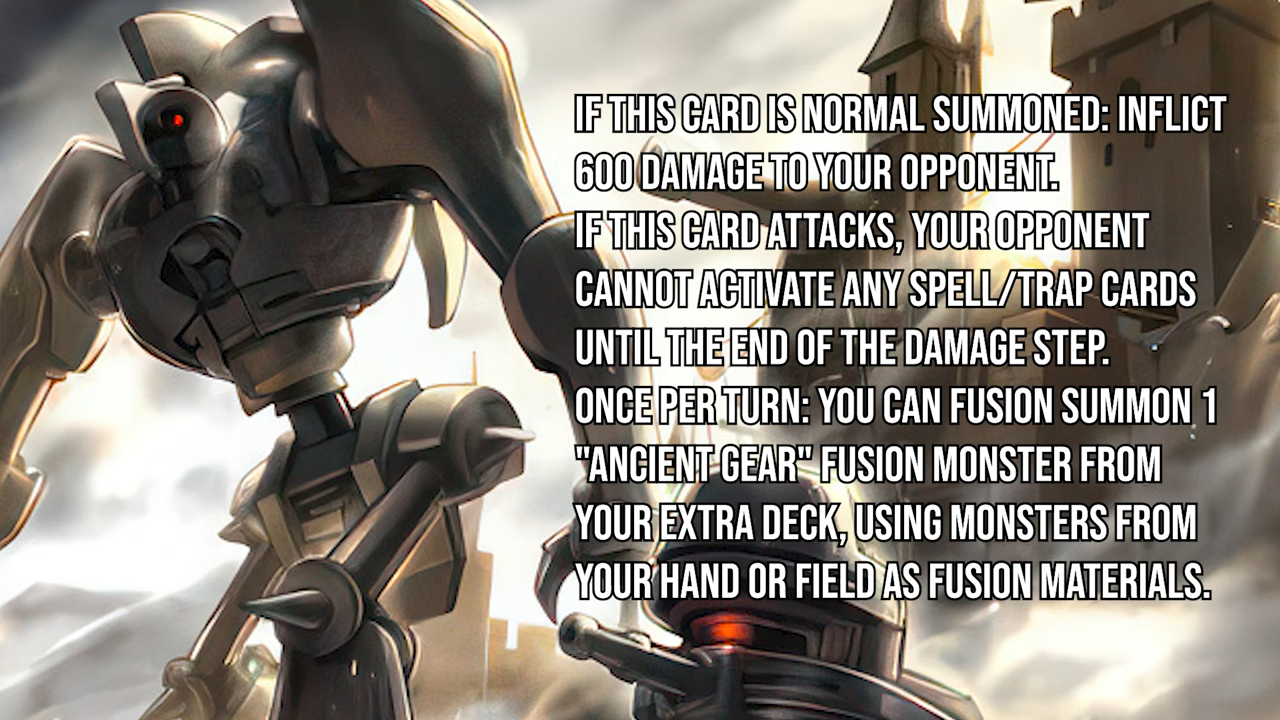 IF THIS CARD IS NORMAL SUMMONED: INFLICT
600 DAMAGE TO YOUR OPPONENT.
IF THIS CARD ATTACKS, YOUR OPPONENT
CANNOT ACTIVATE ANY SPELL/TRAP CARDS
UNTIL THE END OF THE DAMAGE STEP.
ONCE PER TURN: YOU CAN FUSION SUMMON 1
"ANCIENT GEAR" FUSION MONSTER FROM
YOUR EXTRA DECK, USING MONSTERS FROM
YOUR HAND OR FIELD AS FUSION MATERIALS.